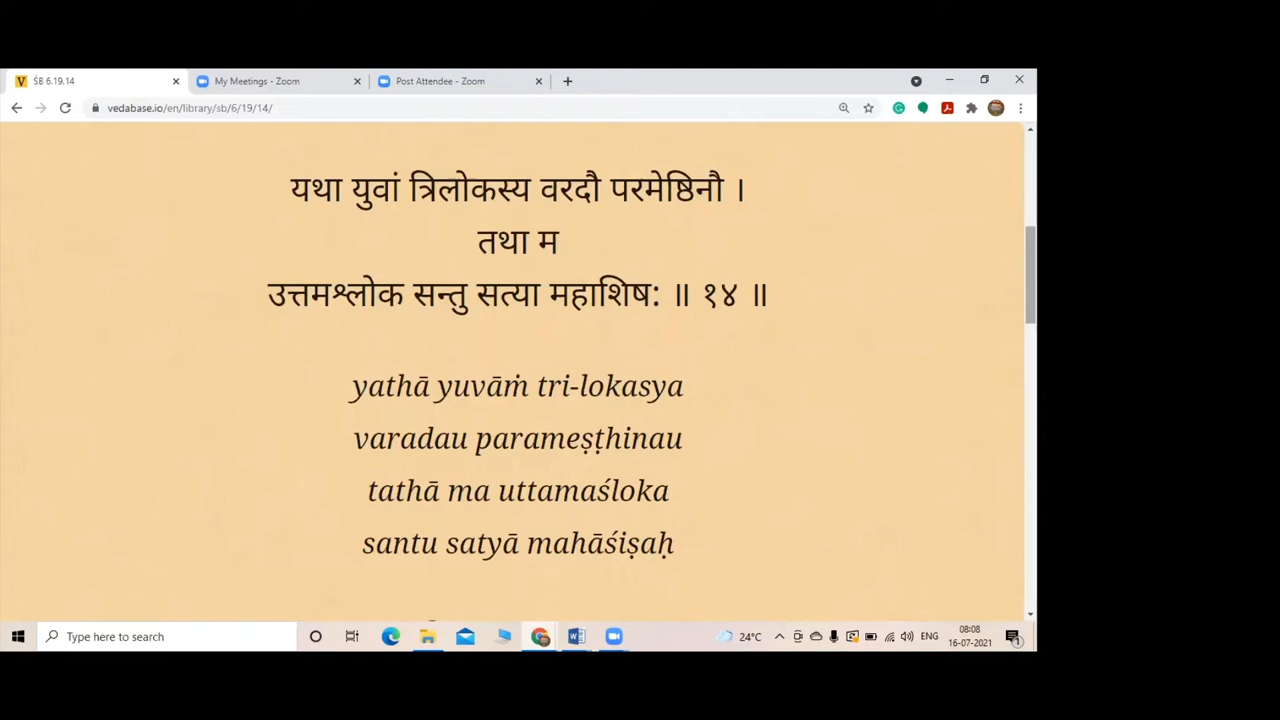 ŚB 6.19.14
My Meetings - Zoom
Post Attendee - Zoom
vedabase.io/en/library/sb/6/19/14/
यथा युवां त्रिलोकस्य वरदौ परमेष्ठिनौ ।
तथा म
उत्तमश्लोक सन्तु सत्या महाशिष: ॥ १४ ॥
yathā yuvāṁ tri-lokasya
varadau parameṣṭhinau
tathā ma uttamaśloka
santu satyā mahāśiṣaḥ
Type here to search
24°C
ENG
08:08
16-07-2021